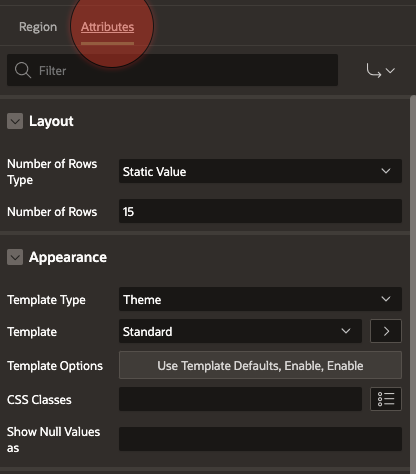 Region Attributes
Filter
Layout
Number of Rows Type Static Value
Number of Rows 15
Appearance
Template Type Theme
Template Standard
Template Options Use Template Defaults, Enable, Enable
CSS Classes
Show Null Values as